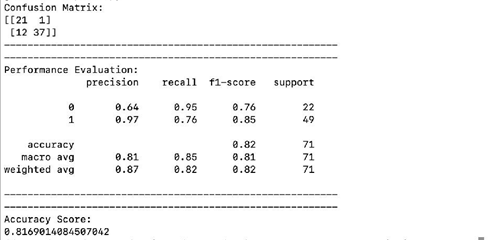 Confusion Matrix:
[[21  1]
 [12 37]]
------------------------------------------------------
------------------------------------------------------
Performance Evaluation:
              precision    recall  f1-score   support

           0       0.64      0.95      0.76        22
           1       0.97      0.76      0.85        49

    accuracy                           0.82        71
   macro avg       0.81      0.85      0.81        71
weighted avg       0.87      0.82      0.82        71

------------------------------------------------------
------------------------------------------------------
Accuracy Score:
0.8169014084507042